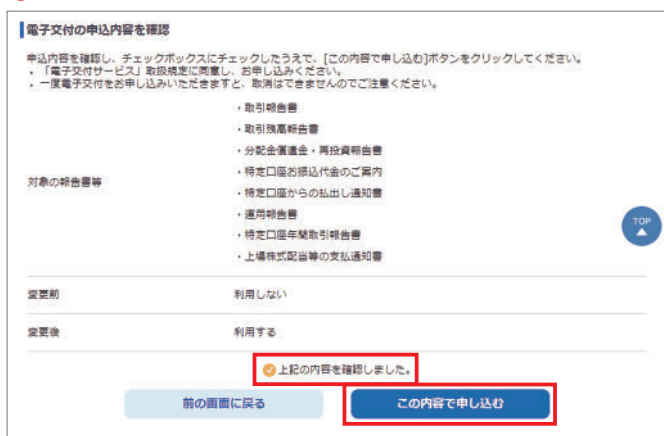 電子交付の申込内容を確認
申込内容を確認し、チェックボックスにチェックしたうえで、[この内容で申し込む]ボタンをクリックしてください。
・「電子交付サービス」取扱規定に同意し、お申し込みください。
・一度電子交付をお申し込みいただきますと、取消はできませんのでご注意ください。
対象の報告書等
・取引報告書
・取引残高報告書
・分配金償還金・再投資報告書
・特定口座お振込代金のご案内
・特定口座からの払出し通知書
・運用報告書
・特定口座年間取引報告書
・上場株式配当等の支払通知書
TOP
変更前 利用しない
変更後 利用する
上記の内容を確認しました。
前の画面に戻る この内容で申し込む